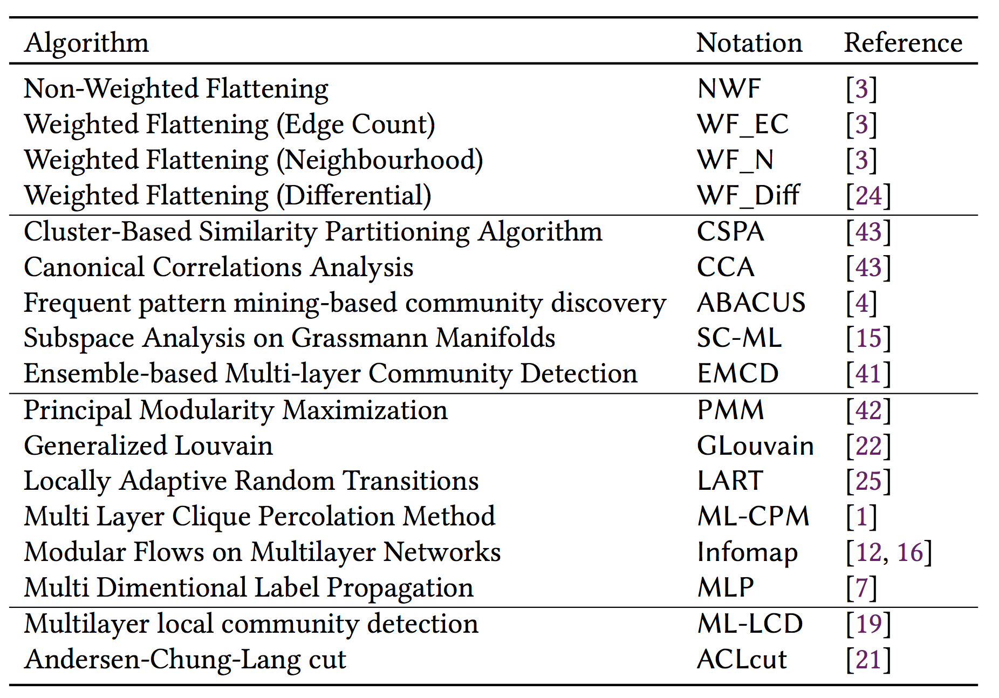 Algorithm Notation Reference
Non-Weighted Flattening NWF [3]
Weighted Flattening (Edge Count) WF_EC [3]
Weighted Flattening (Neighbourhood) WF_N [3]
Weighted Flattening (Differential) WF_Diff [24]
Cluster-Based Similarity Partitioning Algorithm CSPA [43]
Canonical Correlations Analysis CCA [43]
Frequent pattern mining-based community discovery ABACUS [4]
Subspace Analysis on Grassmann Manifolds SC-ML [15]
Ensemble-based Multi-layer Community Detection EMCD [41]
Principal Modularity Maximization PMM [42]
Generalized Louvain GLouvain [22]
Locally Adaptive Random Transitions LART [25]
Multi Layer Clique Percolation Method ML-CPM [1]
Modular Flows on Multilayer Networks Infomap [12, 16]
Multi Dimentional Label Propagation MLP [7]
Multilayer local community detection ML-LCD [19]
Andersen-Chung-Lang cut ACLcut [21]